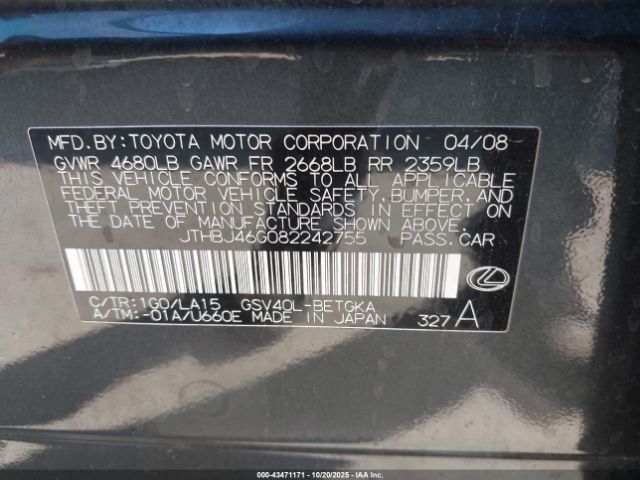 MFD.BY:TOYOTA MOTOR CORPORATION 04/08
GVWR 4680LB GAWR FR 2668LB RR 2359LB
THIS VEHICLE CONFORMS TO ALL APPLICABLE
FEDERAL MOTOR VEHICLE SAFETY,BUMPER,AND
THEFT PREVENTION STANDARDS IN EFFECT ON
THE DATE OF MANUFACTURE SHOWN ABOVE.
JTHBJ46G082242755 PASS.CAR
C/TR:1G0/LA15 GSV40L-BETGKA
A/TM:-01A/U660E MADE IN JAPAN 327 A
000-43471171 - 10/20/2025 - IAAI.COM